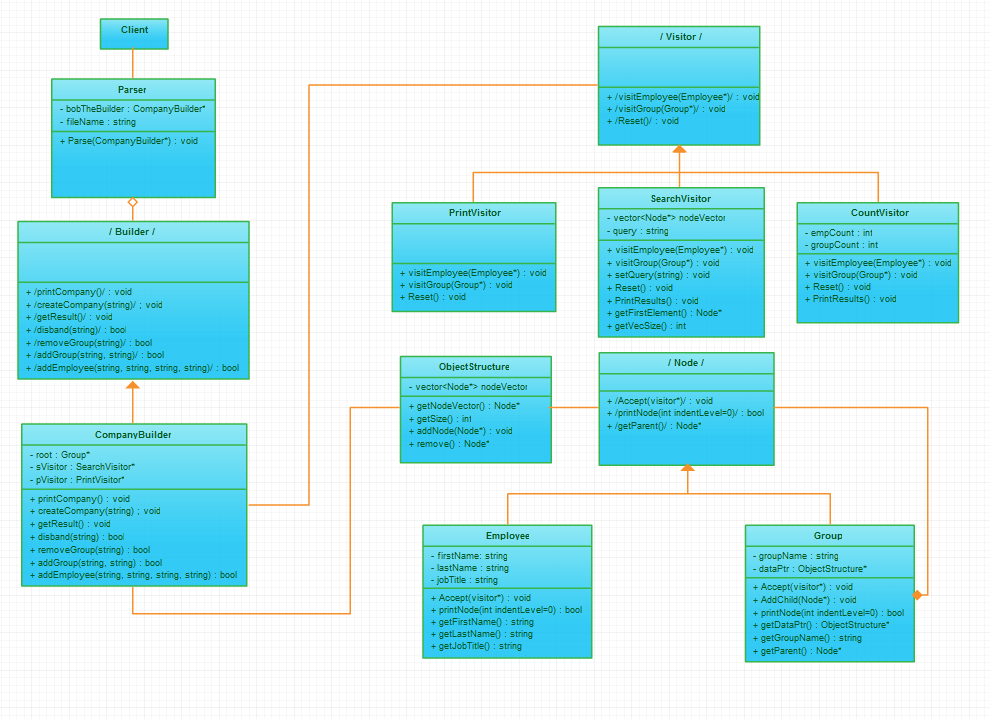 Client
Parser
- bobTheBuilder : CompanyBuilder*
- fileName : string
+ Parse(CompanyBuilder*) : void
/ Builder /
+ /printCompany()/ : void
+ /createCompany(string)/ ; void
+ /getResult()/ : void
+ /disband(string)/ : bool
+ /removeGroup(string)/ : bool
+ /addGroup(string, string)/ : bool
+ /addEmployee(string, string, string, string)/ : bool
CompanyBuilder
- root : Group*
- sVisitor : SearchVisitor*
- pVisitor : PrintVisitor*
+ printCompany() : void
+ createCompany(string) ; void
+ getResult() : void
+ disband(string) : bool
+ removeGroup(string) : bool
+ addGroup(string, string) : bool
+ addEmployee(string, string, string, string) : bool
/ Visitor /
+ /visitEmployee(Employee*)/ : void
+ /visitGroup(Group*)/ : void
+ /Reset()/ : void
PrintVisitor
+ visitEmployee(Employee*) : void
+ visitGroup(Group*) : void
+ Reset() : void
SearchVisitor
- vector<Node*> nodeVector
- query : string
+ visitEmployee(Employee*) : void
+ visitGroup(Group*) : void
+ setQuery(string) : void
+ Reset() : void
+ PrintResults() : void
+ getFirstElement() : Node*
+ getVecSize() : int
CountVisitor
- empCount : int
- groupCount : int
+ visitEmployee(Employee*) : void
+ visitGroup(Group*) : void
+ Reset() : void
+ PrintResults() : void
ObjectStructure
- vector<Node*> nodeVector
+ getNodeVector() : Node*
+ getSize() : int
+ addNode(Node*) : void
+ remove() : Node*
/ Node /
+ /Accept(visitor*)/ : void
+ /printNode(int indentLevel=0)/ : bool
+ /getParent()/ : Node*
Employee
- firstName: string
- lastName : string
- jobTitle : string
+ Accept(visitor*) : void
+ printNode(int indentLevel=0) : bool
+ getFirstName() : string
+ getLastName() : string
+ getJobTitle() : string
Group
- groupName : string
- dataPtr : ObjectStructure*
+ Accept(visitor*) : void
+ AddChild(Node*) : void
+ printNode(int indentLevel=0) : bool
+ getDataPtr() : ObjectStructure*
+ getGroupName() : string
+ getParent() : Node*